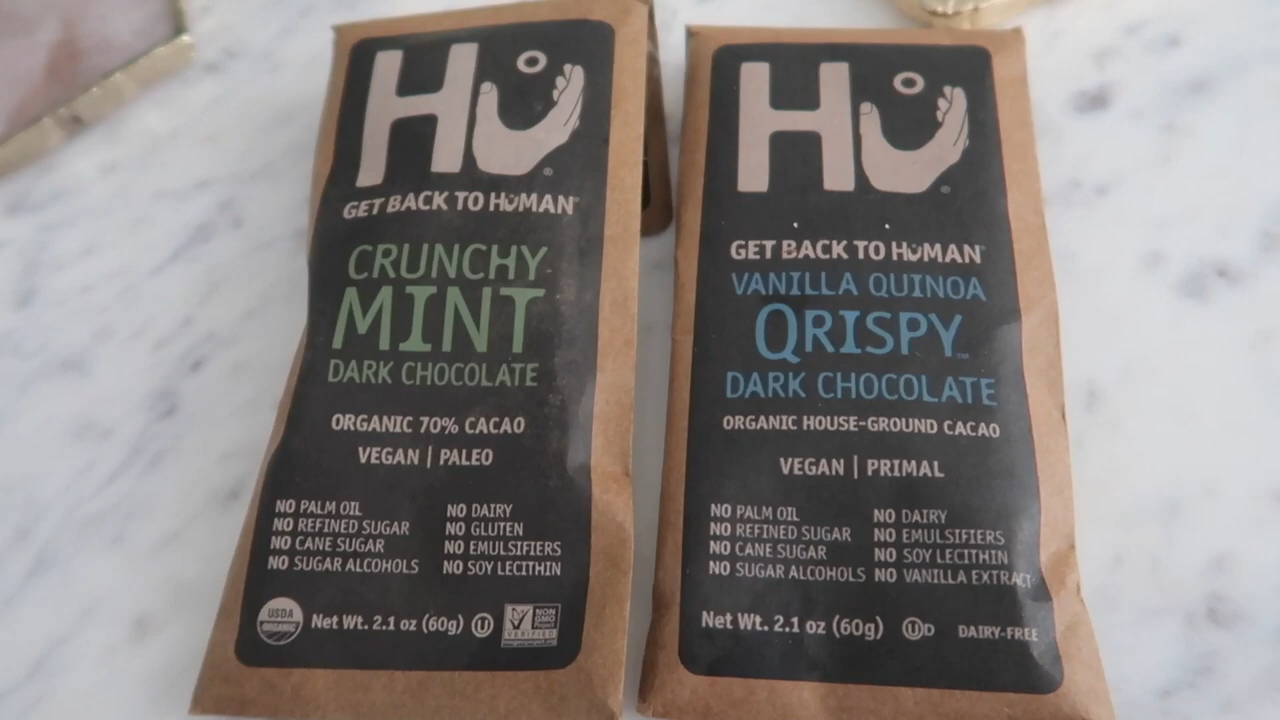 Hu
GET BACK TO HUMAN
CRUNCHY
MINT
DARK CHOCOLATE
ORGANIC 70% CACAO
VEGAN | PALEO
NO PALM OIL
NO REFINED SUGAR
NO CANE SUGAR
NO SUGAR ALCOHOLS
NO DAIRY
NO GLUTEN
NO EMULSIFIERS
NO SOY LECITHIN
USDA
ORGANIC
Net Wt. 2.1 oz (60g)
U
NON
GMO
Project
VERIFIED
Hu
GET BACK TO HUMAN
VANILLA QUINOA
QRISPY™
DARK CHOCOLATE
ORGANIC HOUSE-GROUND CACAO
VEGAN | PRIMAL
NO PALM OIL
NO REFINED SUGAR
NO CANE SUGAR
NO SUGAR ALCOHOLS
NO DAIRY
NO EMULSIFIERS
NO SOY LECITHIN
NO VANILLA EXTRACT
Net Wt. 2.1 oz (60g)
UD
DAIRY-FREE